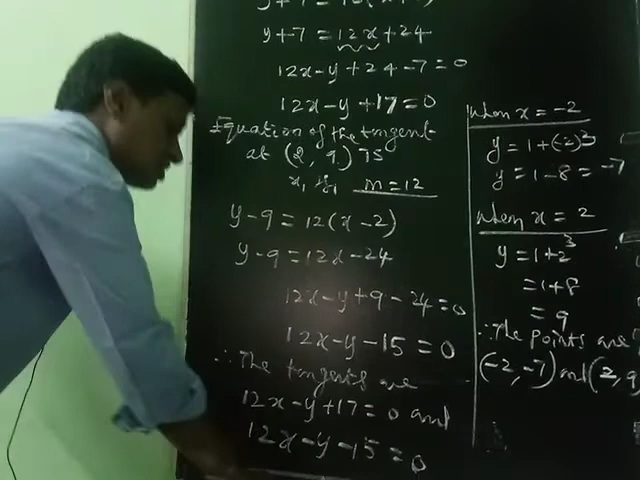 y+7 = 12x+24
12x-y+24-7=0
12x-y+17=0
Equation of the tangent
at (2, 9) is
x₁ y₁ m=12
y-9=12(x-2)
y-9=12x-24
12x-y+9-24=0
12x-y-15=0
∴ The tangents are
12x-y+17=0 and
12x-y-15=0
when x=-2
y=1+(-2)³
y=1-8=-7
when x=2
y=1+2³
=1+8
=9
∴ The points are
(-2,-7) and (2,9